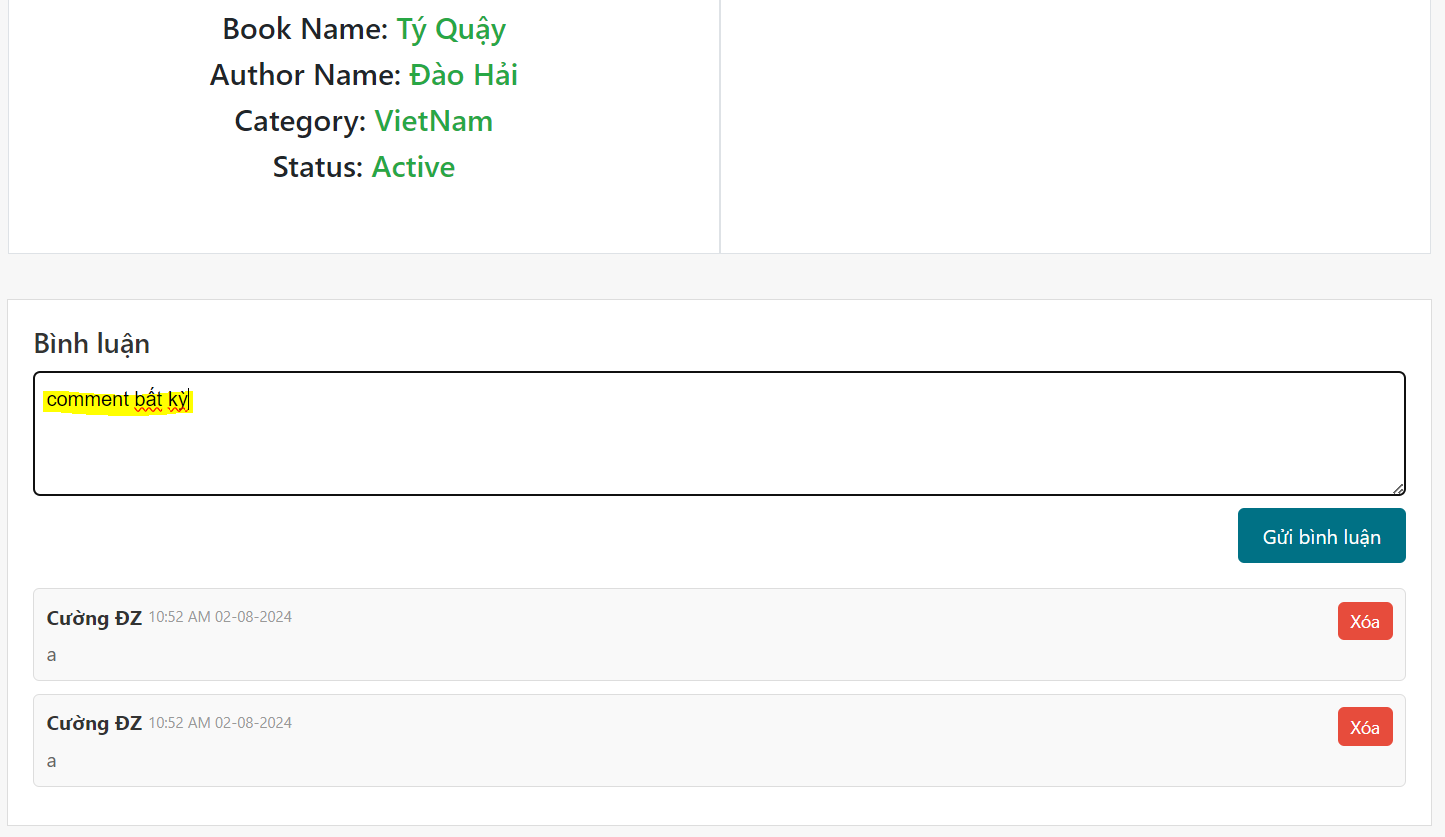 Book Name: Tý Quậy
Author Name: Đào Hải
Category: VietNam
Status: Active
Bình luận
comment bất kỳ
Gửi bình luận
Cường ĐZ 10:52 AM 02-08-2024
Xóa
a
Cường ĐZ 10:52 AM 02-08-2024
Xóa
a